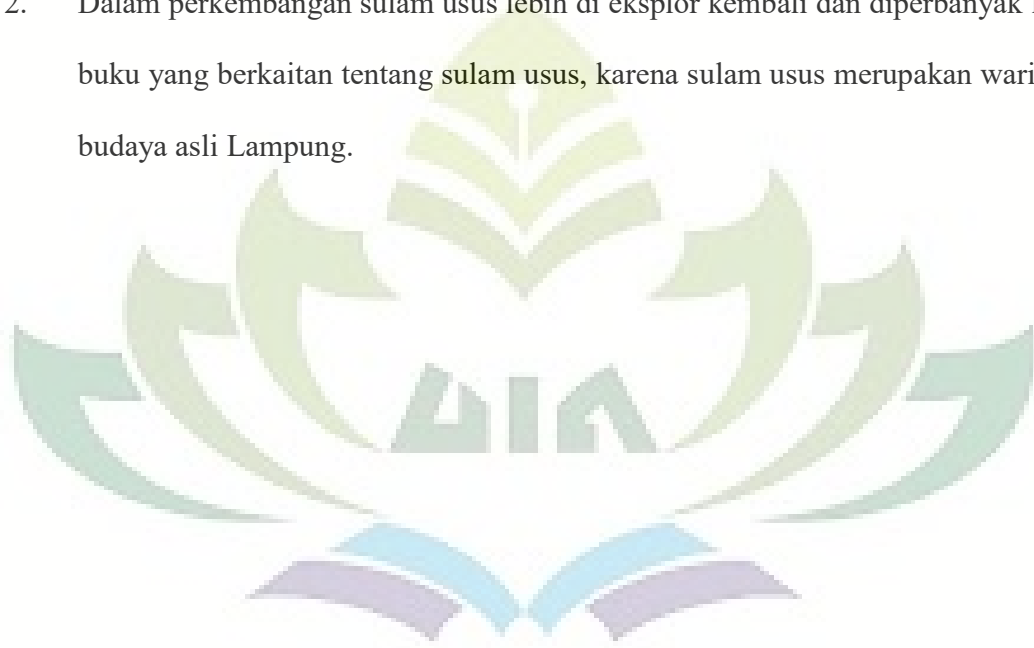 2. Dalam perkembangan sulam usus lebih di eksplor kembali dan diperbanyak
buku yang berkaitan tentang sulam usus, karena sulam usus merupakan
budaya asli Lampung.